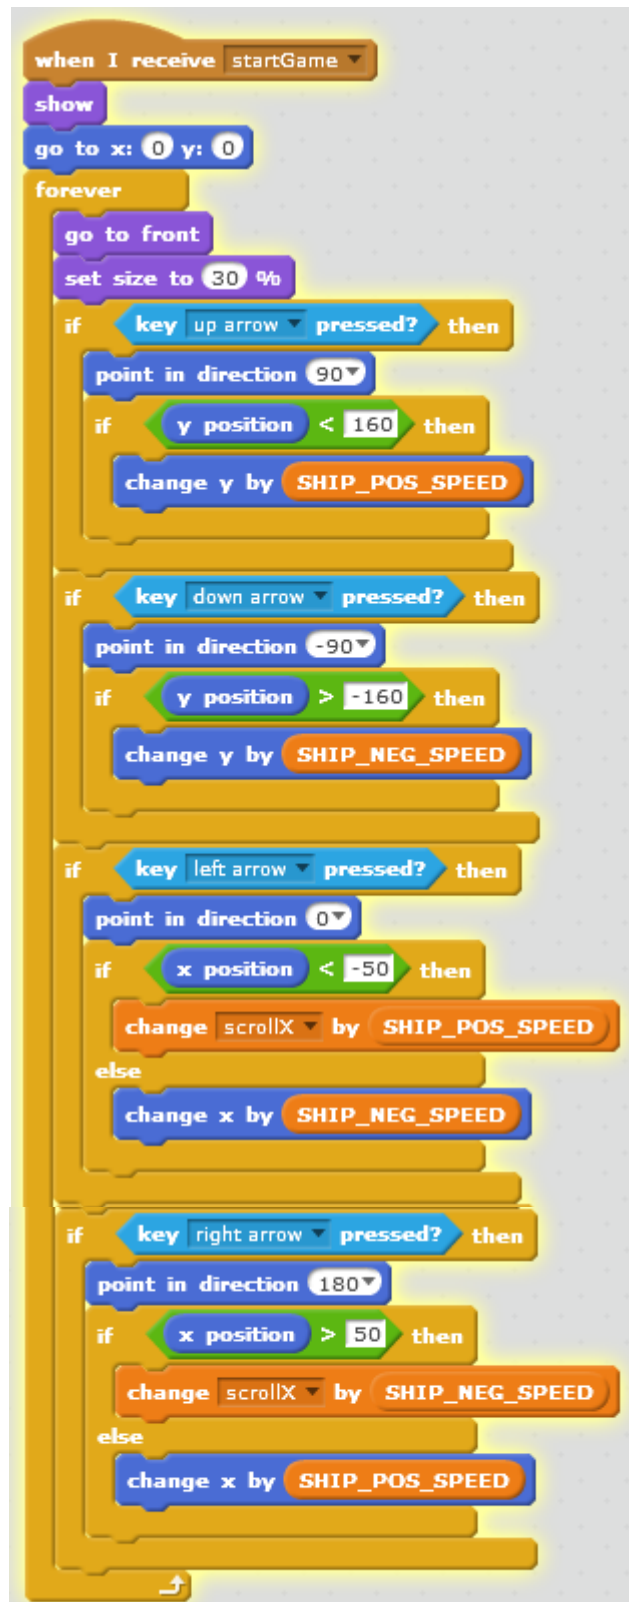 when I receive startGame
show
go to x: 0 y: 0
forever
go to front
set size to 30 %
if key up arrow pressed? then
point in direction 90
if y position < 160 then
change y by SHIP_POS_SPEED
if key down arrow pressed? then
point in direction -90
if y position > -160 then
change y by SHIP_NEG_SPEED
if key left arrow pressed? then
point in direction 0
if x position < -50 then
change scrollX by SHIP_POS_SPEED
else
change x by SHIP_NEG_SPEED
if key right arrow pressed? then
point in direction 180
if x position > 50 then
change scrollX by SHIP_NEG_SPEED
else
change x by SHIP_POS_SPEED